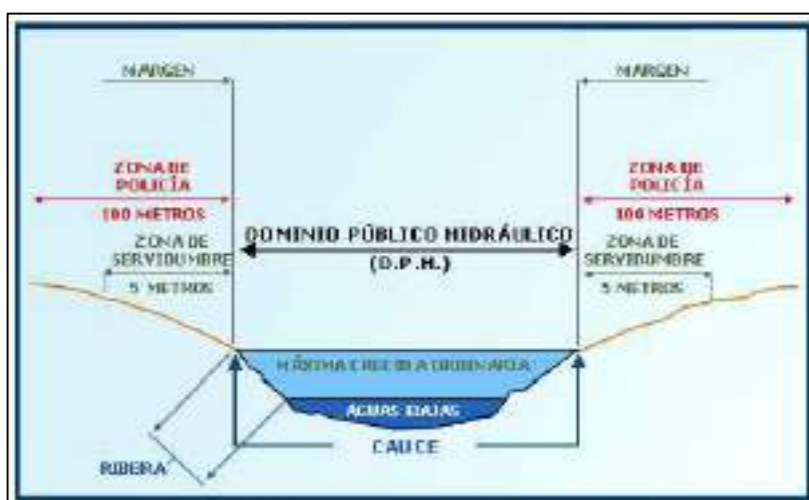 MARGEN
MARGEN
ZONA DE
POLICÍA
100 METROS
ZONA DE
POLICÍA
100 METROS
DOMINIO PÚBLICO HIDRÁULICO
(D.P.H.)
ZONA DE
SERVIDUMBRE
5 METROS
ZONA DE
SERVIDUMBRE
5 METROS
MÁXIMA CRECIDA ORDINARIA
AGUAS BAJAS
CAUCE
RIBERA